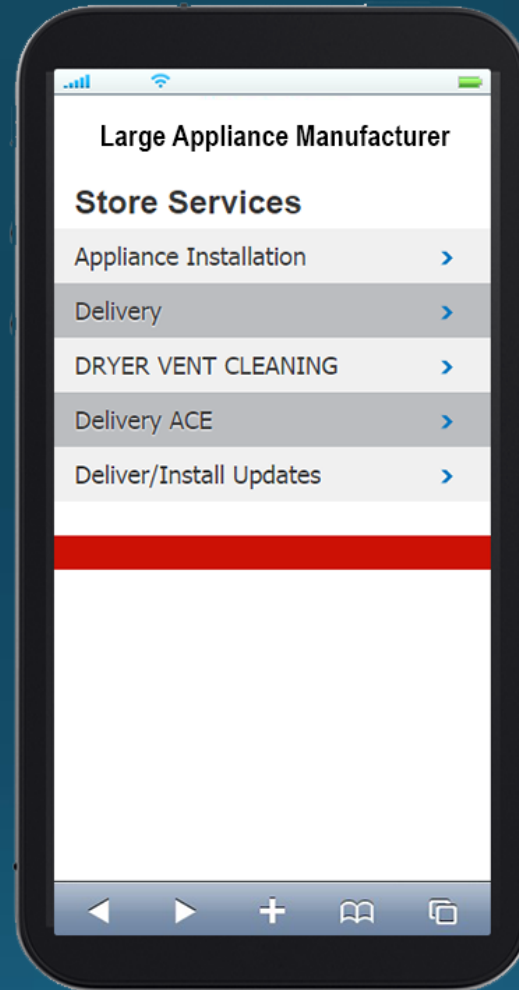 Large Appliance Manufacturer
Store Services
Appliance Installation
Delivery
DRYER VENT CLEANING
Delivery ACE
Deliver/Install Updates